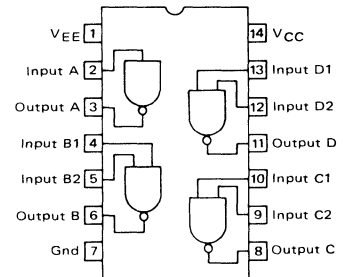 VEE 1
14 VCC
Input A 2
13 Input D1
Output A 3
12 Input D2
Input B1 4
11 Output D
Input B2 5
10 Input C1
Output B 6
9 Input C2
Gnd 7
8 Output C